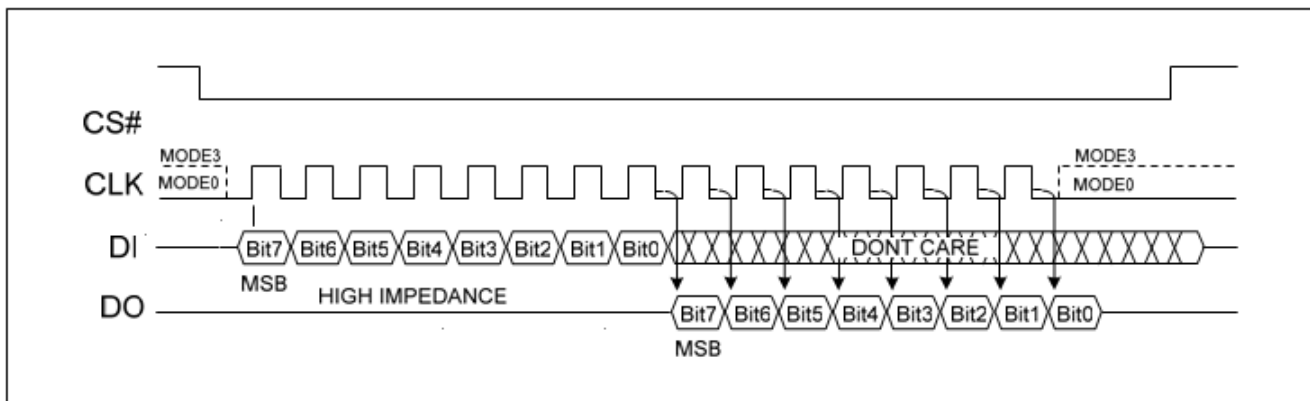 CS#
MODE3
MODE3
CLK
MODE0
MODE0
DI
Bit7 Bit6 Bit5 Bit4 Bit3 Bit2 Bit1 Bit0
DONT CARE
MSB
HIGH IMPEDANCE
DO
Bit7 Bit6 Bit5 Bit4 Bit3 Bit2 Bit1 Bit0
MSB